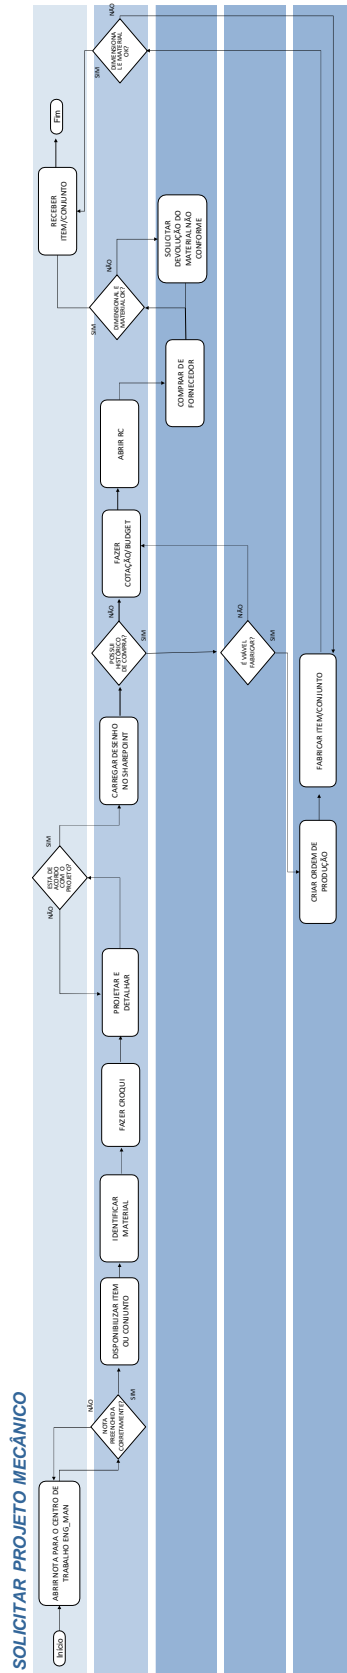 SOLICITAR PROJETO MECÂNICO
Início
ABRIR NOTA PARA O CENTRO DE
TRABALHO ENG_MAN
NOTA
PREENCHIDA
CORRETAMENTE?
NÃO
SIM
DISPONIBILIZAR ITEM
OU CONJUNTO
IDENTIFICAR
MATERIAL
FAZER CROQUI
PROJETAR E
DETALHAR
ESTA DE
ACORDO
COM O
PROJETO?
NÃO
SIM
CARREGAR DESENHO
NO SHAREPOINT
POSSUI
HISTÓRICO
DE COMPRA?
NÃO
SIM
É VIÁVEL
FABRICAR?
NÃO
SIM
CRIAR ORDEM DE
PRODUÇÃO
FABRICAR ITEM/CONJUNTO
FAZER
COTAÇÃO/BUDGET
ABRIR RC
COMPRAR DE
FORNECEDOR
DIMENSIONAL E
MATERIAL OK?
SIM
NÃO
SOLICITAR
DEVOLUÇÃO DO
MATERIAL NÃO
CONFORME
RECEBER
ITEM/CONJUNTO
Fim
DIMENSIONA
L E MATERIAL
OK?
SIM
NÃO